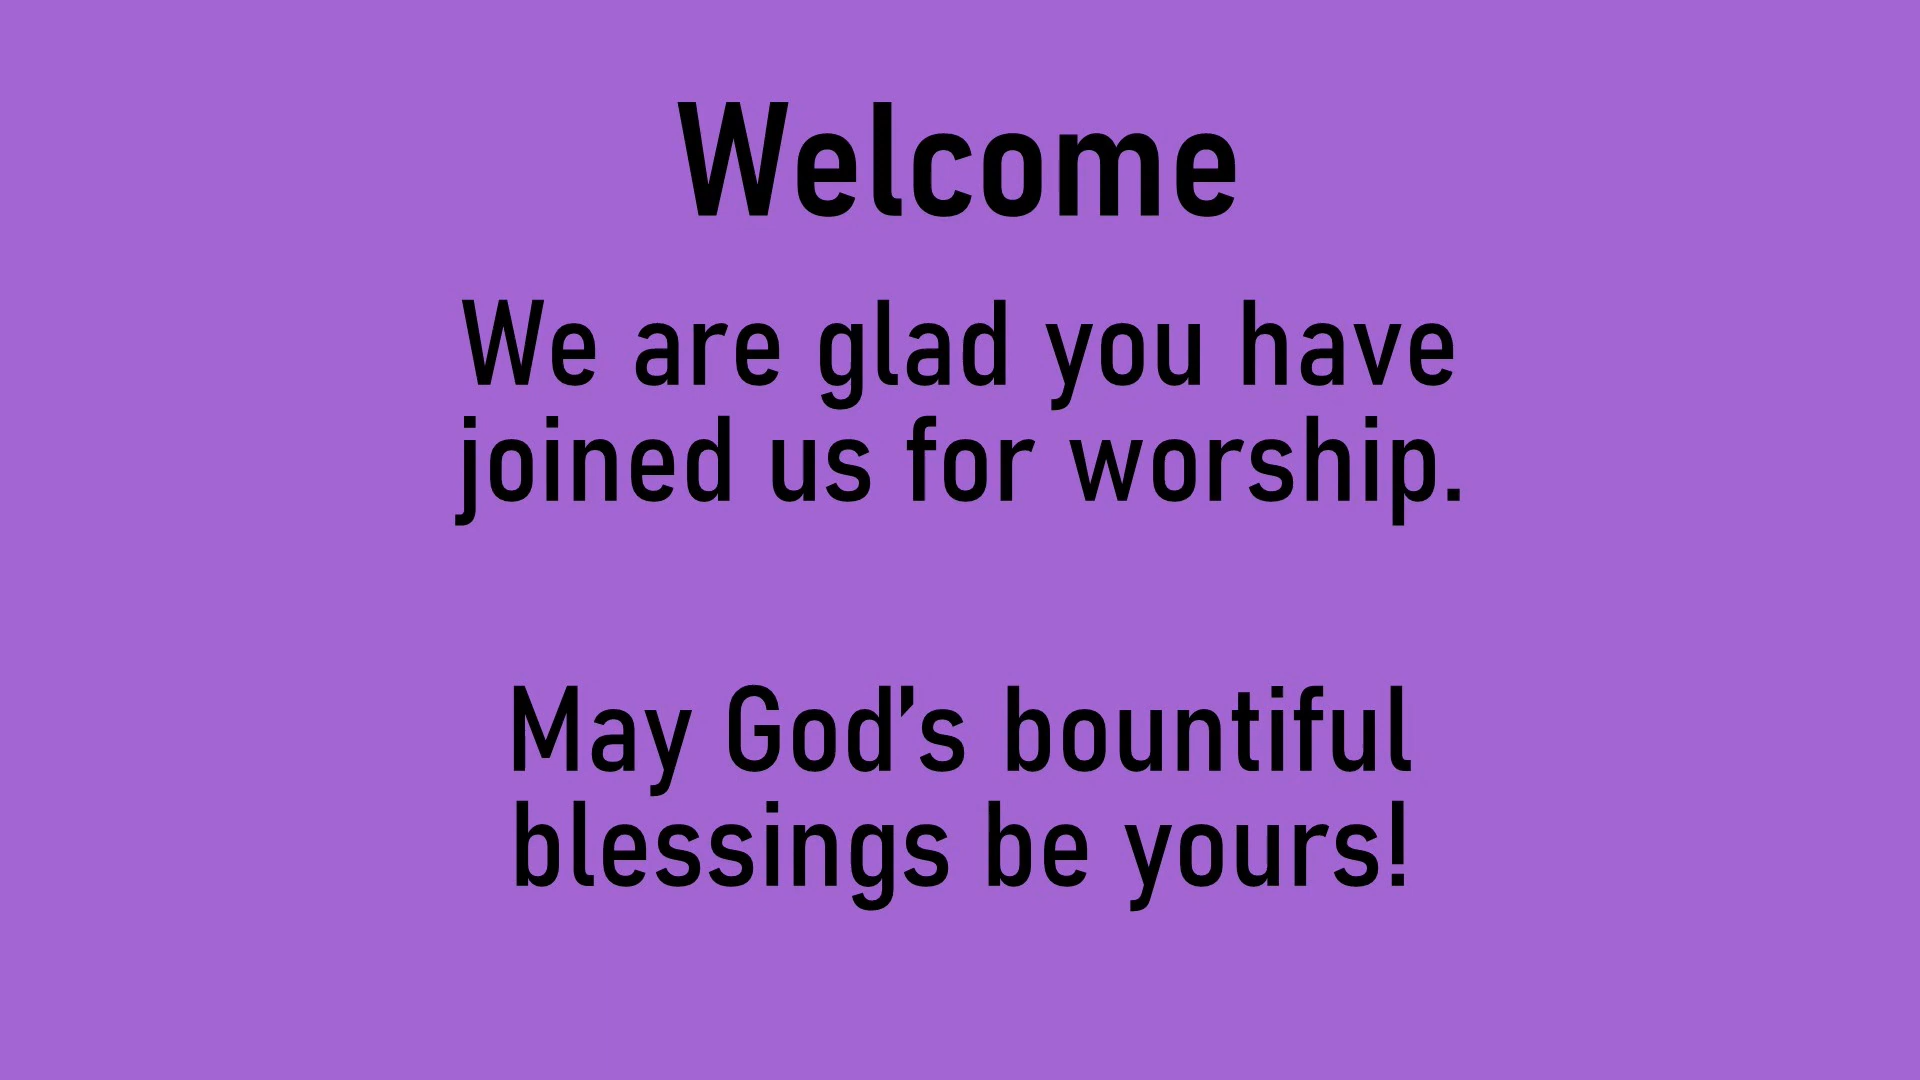 Welcome
We are glad you have
joined us for worship.
May God’s bountiful
blessings be yours!